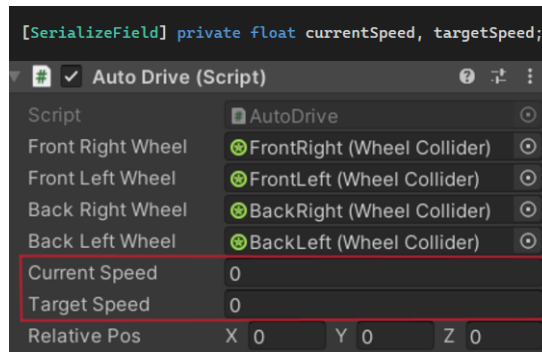 [SerializeField] private float currentSpeed, targetSpeed;
# Auto Drive (Script)
Script # AutoDrive
Front Right Wheel FrontRight (Wheel Collider)
Front Left Wheel FrontLeft (Wheel Collider)
Back Right Wheel BackRight (Wheel Collider)
Back Left Wheel BackLeft (Wheel Collider)
Current Speed 0
Target Speed 0
Relative Pos X 0 Y 0 Z 0